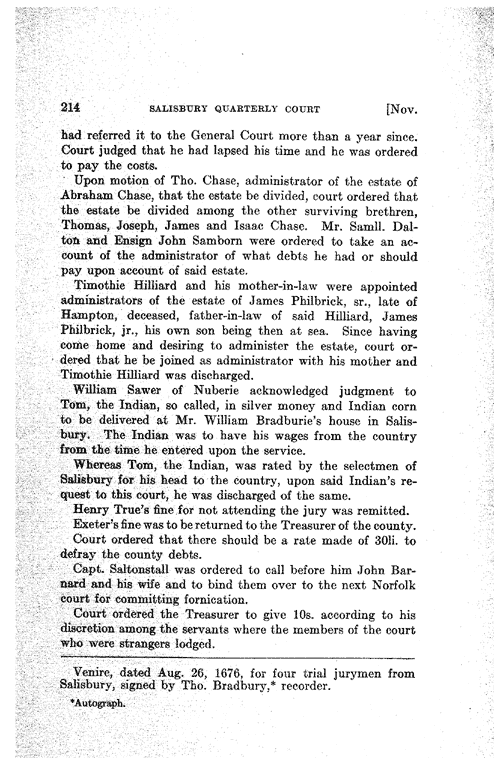 214 SALISBURY QUARTERLY COURT [Nov.
had referred it to the General Court more than a year since.
Court judged that he had lapsed his time and he was ordered
to pay the costs.
Upon motion of Tho. Chase, administrator of the estate of
Abraham Chase, that the estate be divided, court ordered that
the estate be divided among the other surviving brethren,
Thomas, Joseph, James and Isaac Chase. Mr. Samll. Dal-
ton and Ensign John Samborn were ordered to take an ac-
count of the administrator of what debts he had or should
pay upon account of said estate.
Timothie Hilliard and his mother-in-law were appointed
administrators of the estate of James Philbrick, sr., late of
Hampton, deceased, father-in-law of said Hilliard, James
Philbrick, jr., his own son being then at sea. Since having
come home and desiring to administer the estate, court or-
dered that he be joined as administrator with his mother and
Timothie Hilliard was discharged.
William Sawer of Nuberie acknowledged judgment to
Tom, the Indian, so called, in silver money and Indian corn
to be delivered at Mr. William Bradburie's house in Salis-
bury. The Indian was to have his wages from the country
from the time he entered upon the service.
Whereas Tom, the Indian, was rated by the selectmen of
Salisbury for his head to the country, upon said Indian's re-
quest to this court, he was discharged of the same.
Henry True's fine for not attending the jury was remitted.
Exeter's fine was to be returned to the Treasurer of the county.
Court ordered that there should be a rate made of 30li. to
defray the county debts.
Capt. Saltonstall was ordered to call before him John Bar-
nard and his wife and to bind them over to the next Norfolk
court for committing fornication.
Court ordered the Treasurer to give 10s. according to his
discretion among the servants where the members of the court
who were strangers lodged.
Venire, dated Aug. 26, 1676, for four trial jurymen from
Salisbury, signed by Tho. Bradbury,* recorder.
*Autograph.